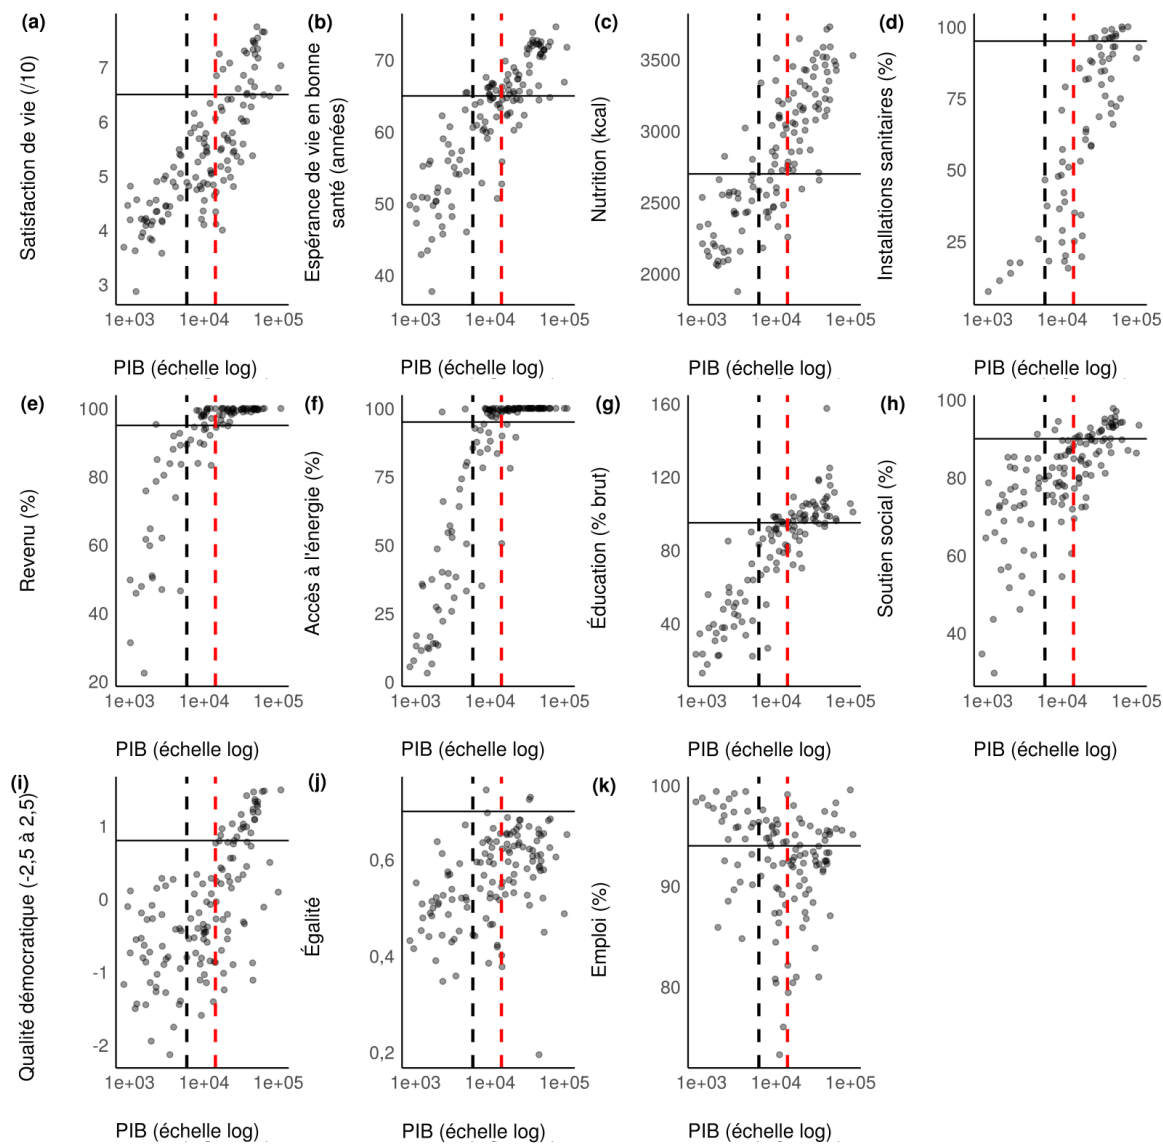 (a)
Satisfaction de vie (/10)
7
6
5
4
3
1e+03
1e+04
1e+05
PIB (échelle log)
(b)
Espérance de vie en bonne
santé (années)
70
60
50
40
1e+03
1e+04
1e+05
PIB (échelle log)
(c)
Nutrition (kcal)
3500
3000
2500
2000
1e+03
1e+04
1e+05
PIB (échelle log)
(d)
Installations sanitaires (%)
100
75
50
25
1e+03
1e+04
1e+05
PIB (échelle log)
(e)
Revenu (%)
100
80
60
40
20
1e+03
1e+04
1e+05
PIB (échelle log)
(f)
Accès à l'énergie (%)
100
75
50
25
0
1e+03
1e+04
1e+05
PIB (échelle log)
(g)
Éducation (% brut)
160
120
80
40
1e+03
1e+04
1e+05
PIB (échelle log)
(h)
Soutien social (%)
100
80
60
40
1e+03
1e+04
1e+05
PIB (échelle log)
(i)
Qualité démocratique (-2,5 à 2,5)
1
0
-1
-2
1e+03
1e+04
1e+05
PIB (échelle log)
(j)
Égalité
0,6
0,4
0,2
1e+03
1e+04
1e+05
PIB (échelle log)
(k)
Emploi (%)
100
90
80
1e+03
1e+04
1e+05
PIB (échelle log)